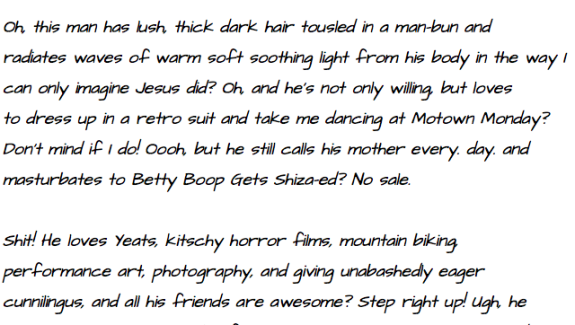 Oh, this man has lush, thick dark hair tousled in a man-bun and
radiates waves of warm soft soothing light from his body in the way I
can only imagine Jesus did? Oh, and he's not only willing, but loves
to dress up in a retro suit and take me dancing at Motown Monday?
Don't mind if I do! Oooh, but he still calls his mother every. day. and
masturbates to Betty Boop Gets Shiza-ed? No sale.
Shit! He loves Yeats, kitschy horror films, mountain biking,
performance art, photography, and giving unabashedly eager
cunnilingus, and all his friends are awesome? Step right up! Ugh, he